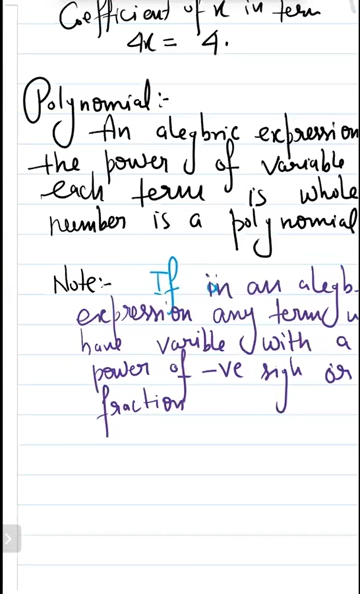 Coefficient of x in term
4x = 4.
Polynomial:-
An alegbric expression
the power of variable
each term is whole
number is a polynomial
Note:- If in an alegb-
expression any term
have varible with a
power of -ve sigh or
fraction